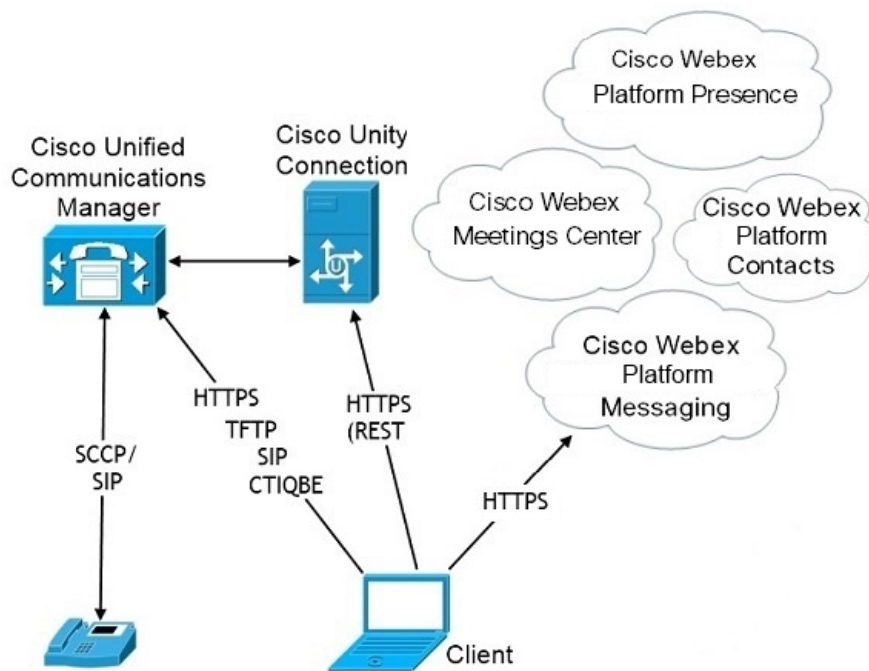 Cisco Webex
Platform Presence
Cisco Unified
Communications
Manager
Cisco Unity
Connection
Cisco Webex
Meetings Center
Cisco Webex
Platform
Contacts
U
Cisco Webex
Platform
Messaging
HTTPS
TFTP
SIP
CTIQBE
HTTPS
(REST
SCCP/
SIP
HTTPS
Client